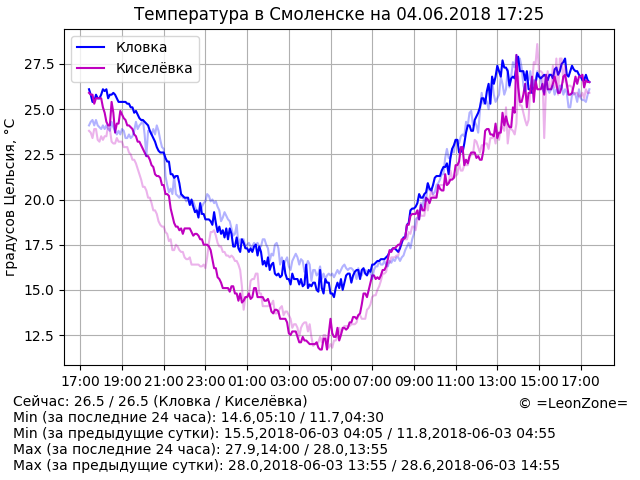 Температура в Смоленске на 04.06.2018 17:25
Кловка
Киселёвка
градусов Цельсия, °C
27.5
25.0
22.5
20.0
17.5
15.0
12.5
17:00 19:00 21:00 23:00 01:00 03:00 05:00 07:00 09:00 11:00 13:00 15:00 17:00
Сейчас: 26.5 / 26.5 (Кловка / Киселёвка)
© =LeonZone=
Min (за последние 24 часа): 14.6,05:10 / 11.7,04:30
Min (за предыдущие сутки): 15.5,2018-06-03 04:05 / 11.8,2018-06-03 04:55
Max (за последние 24 часа): 27.9,14:00 / 28.0,13:55
Max (за предыдущие сутки): 28.0,2018-06-03 13:55 / 28.6,2018-06-03 14:55